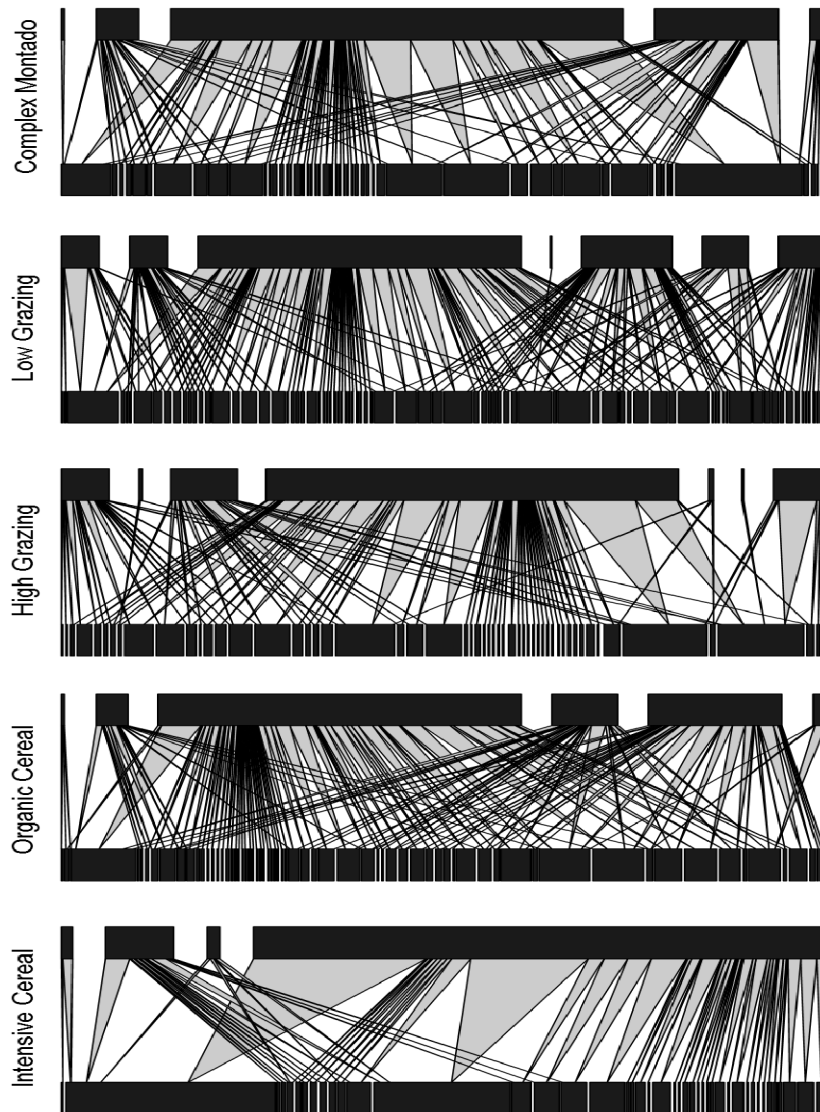 Complex Montado
Low Grazing
High Grazing
Organic Cereal
Intensive Cereal